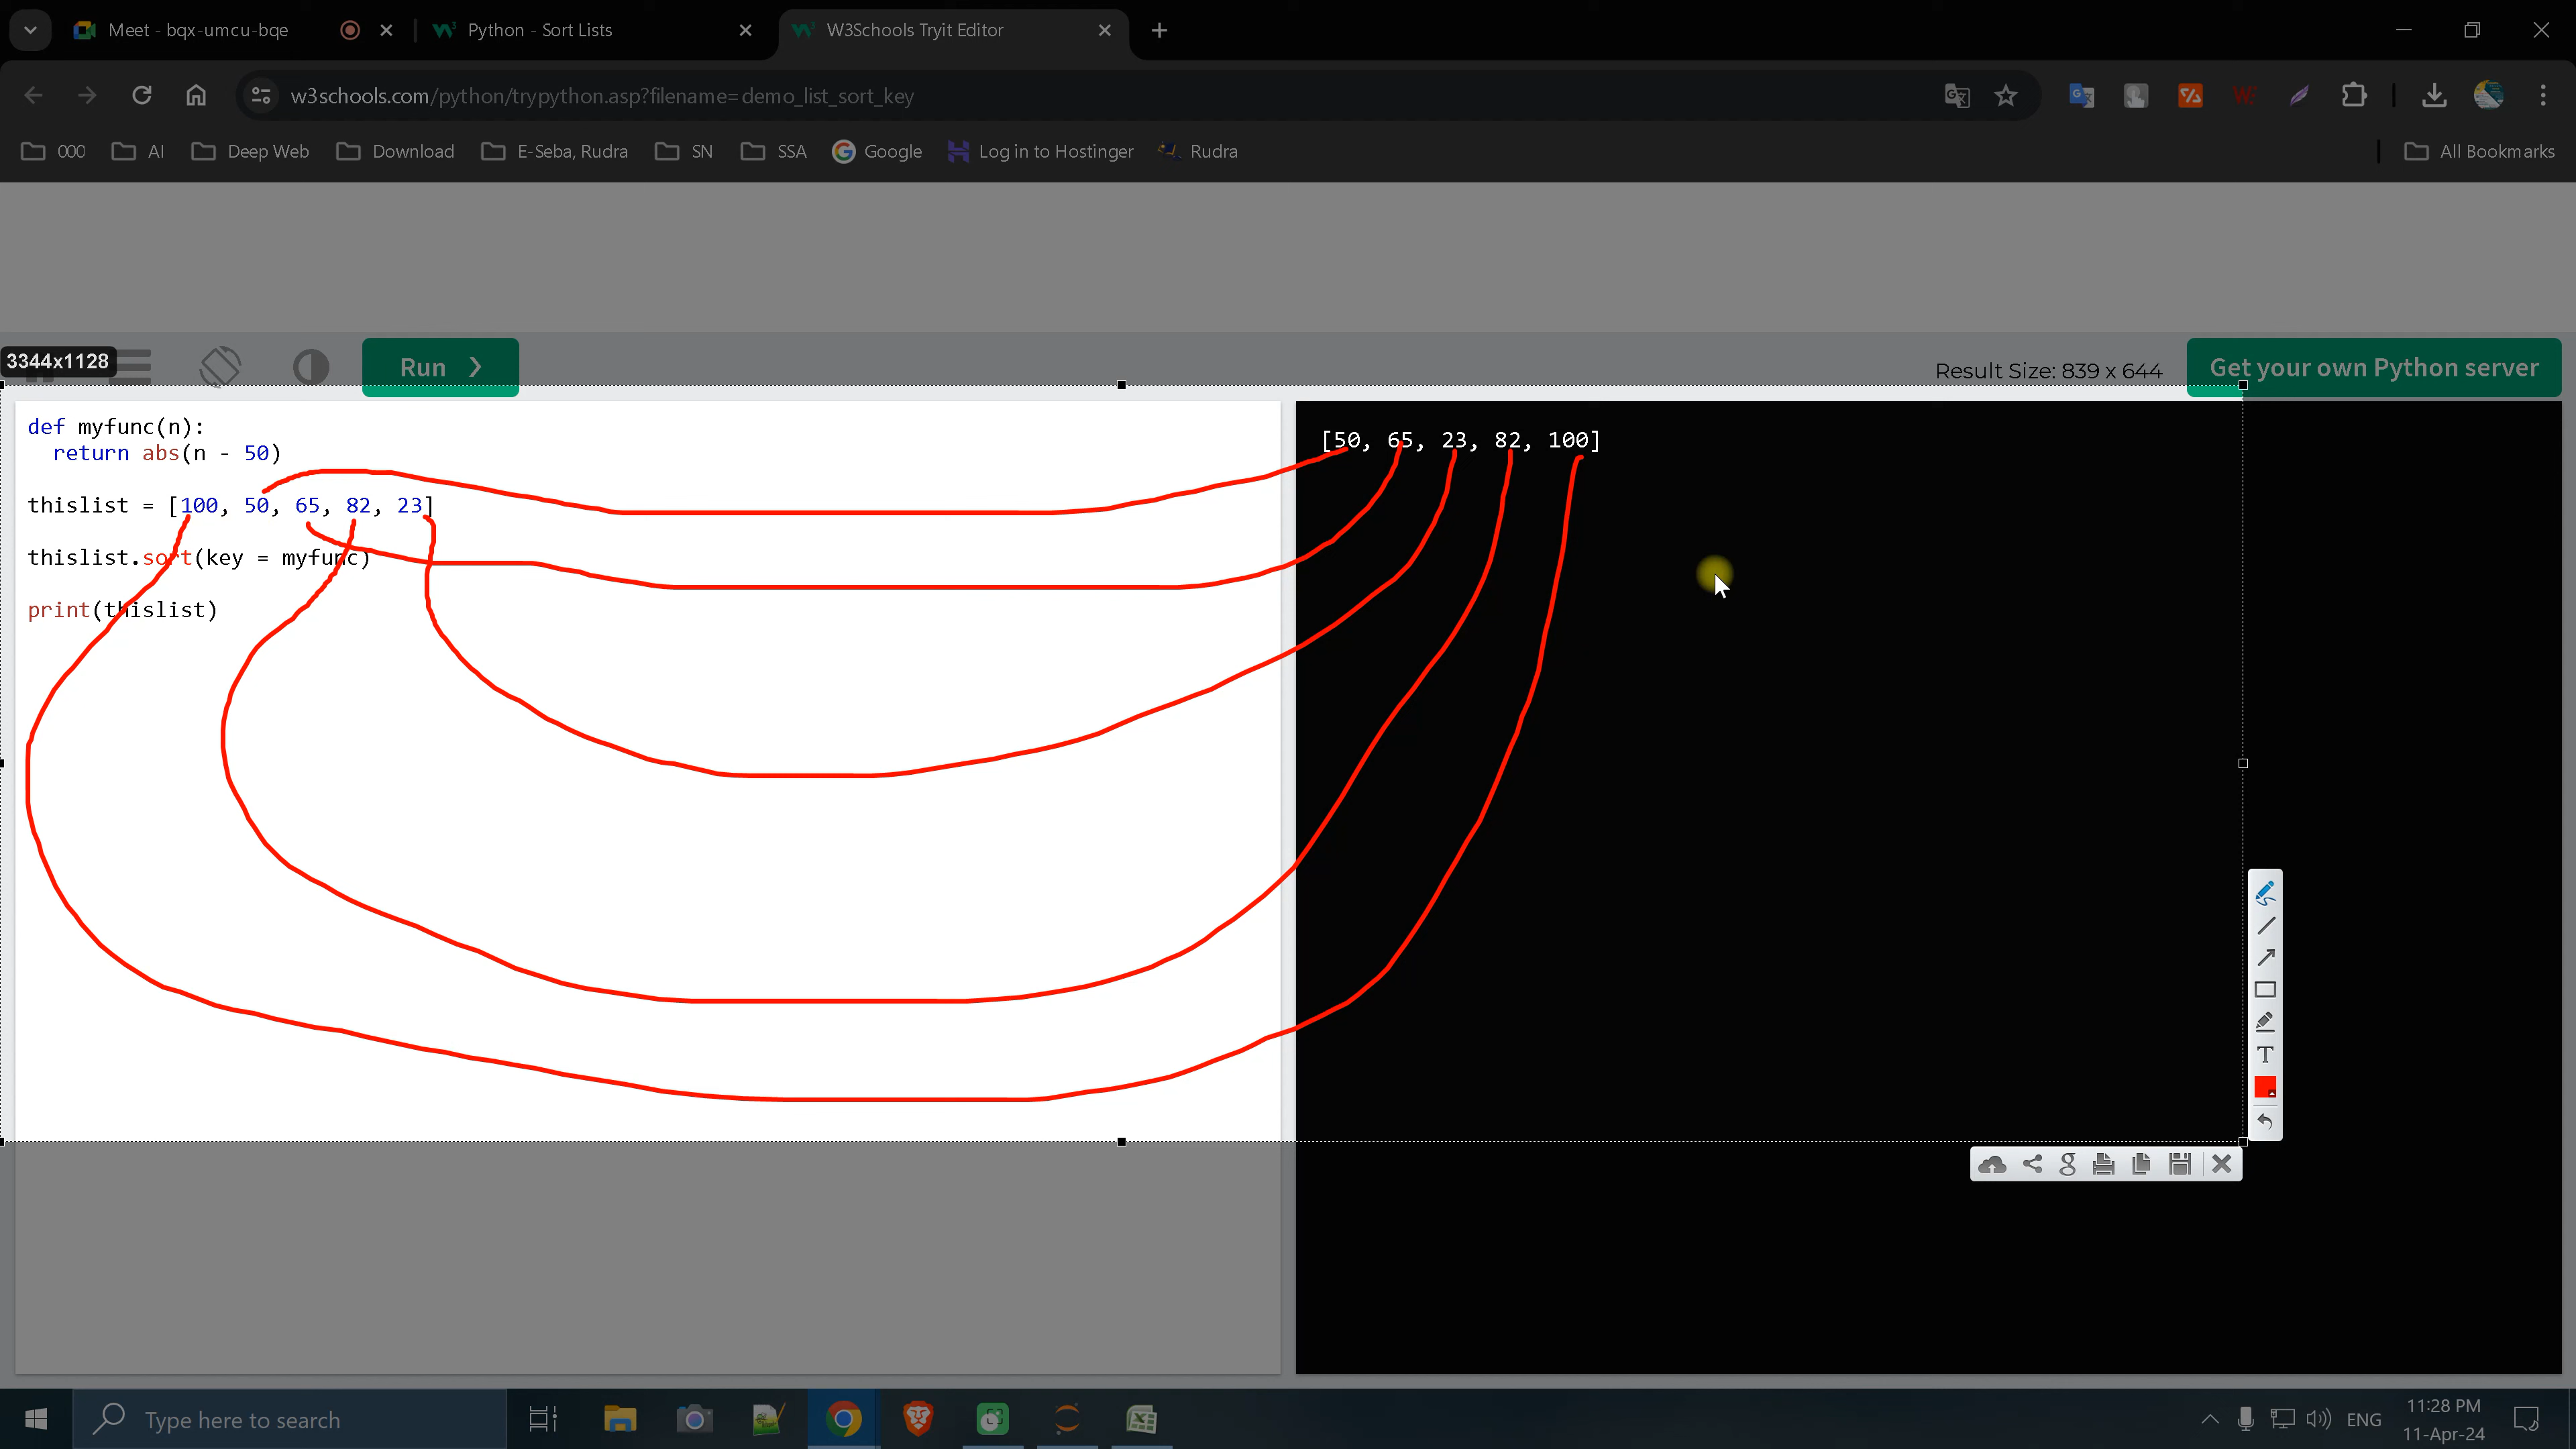 Meet - bqx-umcu-bqe
Python - Sort Lists
W3Schools Tryit Editor
w3schools.com/python/trypython.asp?filename=demo_list_sort_key
000
AI
Deep Web
Download
E-Seba, Rudra
SN
SSA
Google
Log in to Hostinger
Rudra
All Bookmarks
3344x1128
Run ❯
Result Size: 839 x 644
Get your own Python server
def myfunc(n):
  return abs(n - 50)
thislist = [100, 50, 65, 82, 23]
thislist.sort(key = myfunc)
print(thislist)
[50, 65, 23, 82, 100]
Type here to search
ENG
11:28 PM
11-Apr-24